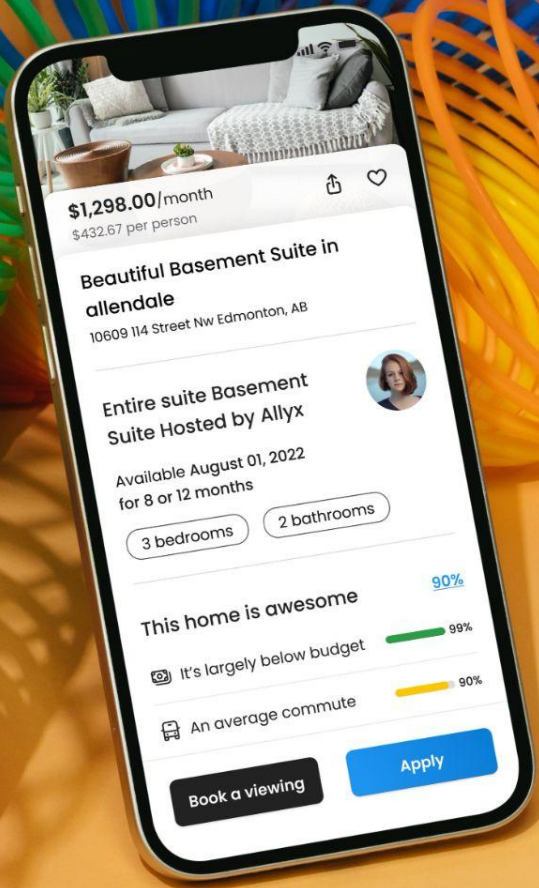 $1,298.00/month
$432.67 per person
Beautiful Basement Suite in
allendale
10609 114 Street Nw Edmonton, AB
Entire suite Basement
Suite Hosted by Allyx
Available August 01, 2022
for 8 or 12 months
3 bedrooms 2 bathrooms
This home is awesome 90%
It's largely below budget 99%
An average commute 90%
Book a viewing Apply